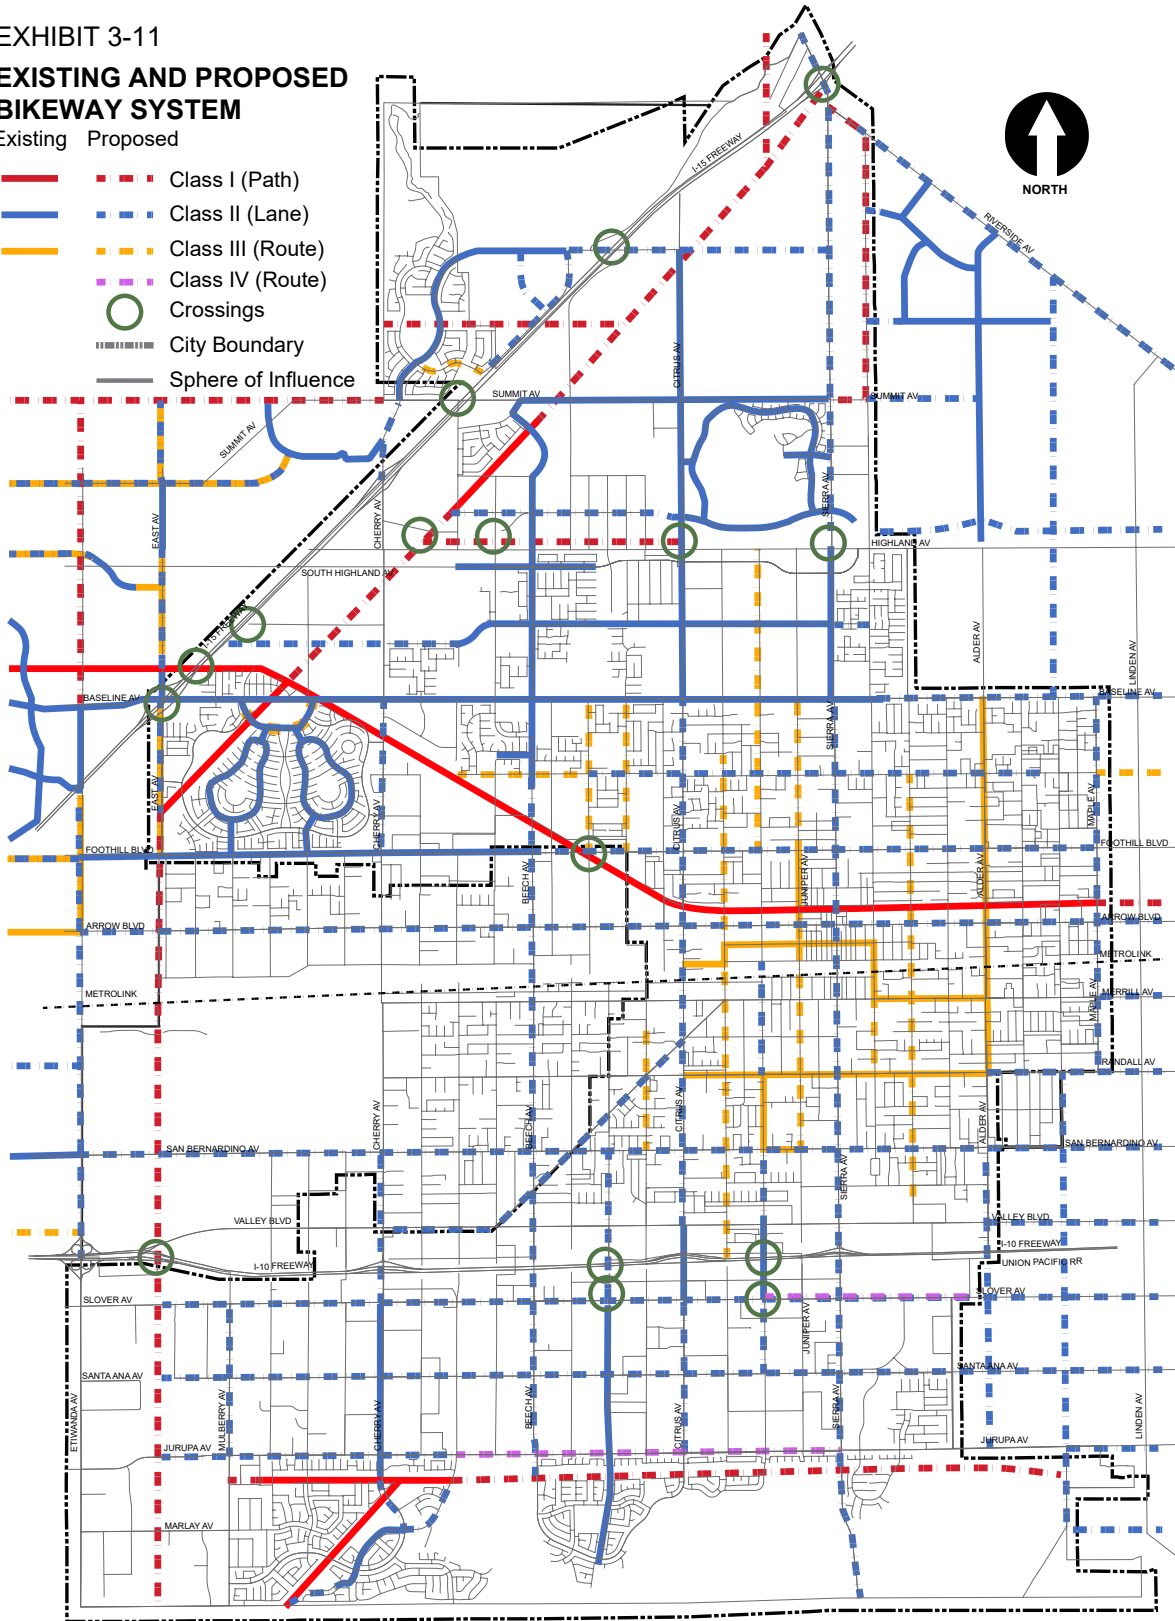 EXHIBIT 3-11
EXISTING AND PROPOSED
BIKEWAY SYSTEM
Existing Proposed
Class I (Path)
Class II (Lane)
Class III (Route)
Class IV (Route)
Crossings
City Boundary
Sphere of Influence
NORTH
I-15 FREEWAY
RIVERSIDE AV
CITRUS AV
SUMMIT AV
SUMMIT AV
SUMMIT AV
EAST AV
CHERRY AV
SIERRA AV
HIGHLAND AV
SOUTH HIGHLAND AV
I-15 FREEWAY
ALDER AV
LINDEN AV
BASELINE AV
BASELINE AV
SIERRA AV
EAST AV
CHERRY AV
CITRUS AV
MAPLE AV
FOOTHILL BLVD
FOOTHILL BLVD
BEECH AV
JUNIPER AV
ALDER AV
ARROW BLVD
ARROW BLVD
METROLINK
METROLINK
MERRILL AV
MAPLE AV
RANDALL AV
CHERRY AV
BEECH AV
CITRUS AV
ALDER AV
SAN BERNARDINO AV
SAN BERNARDINO AV
SIERRA AV
VALLEY BLVD
VALLEY BLVD
I-10 FREEWAY
I-10 FREEWAY
UNION PACIFIC RR
SLOVER AV
SLOVER AV
JUNIPER AV
SANTA ANA AV
SANTA ANA AV
ETIWANDA AV
MULBERRY AV
CHERRY AV
BEECH AV
CITRUS AV
SIERRA AV
LINDEN AV
JURUPA AV
JURUPA AV
MARLAY AV